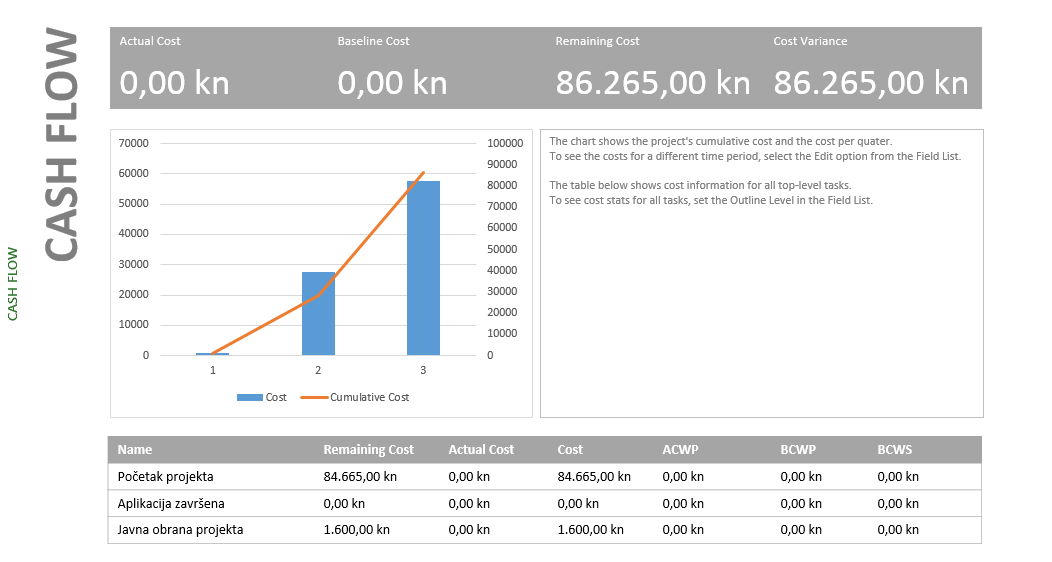 CASH FLOW
CASH FLOW
Actual Cost Baseline Cost Remaining Cost Cost Variance
0,00 kn 0,00 kn 86.265,00 kn 86.265,00 kn
70000
60000
50000
40000
30000
20000
10000
0
100000
90000
80000
70000
60000
50000
40000
30000
20000
10000
0
1 2 3
Cost Cumulative Cost
The chart shows the project's cumulative cost and the cost per quater.
To see the costs for a different time period, select the Edit option from the Field List.
The table below shows cost information for all top-level tasks.
To see cost stats for all tasks, set the Outline Level in the Field List.
Name Remaining Cost Actual Cost Cost ACWP BCWP BCWS
Početak projekta 84.665,00 kn 0,00 kn 84.665,00 kn 0,00 kn 0,00 kn 0,00 kn
Aplikacija završena 0,00 kn 0,00 kn 0,00 kn 0,00 kn 0,00 kn 0,00 kn
Javna obrana projekta 1.600,00 kn 0,00 kn 1.600,00 kn 0,00 kn 0,00 kn 0,00 kn